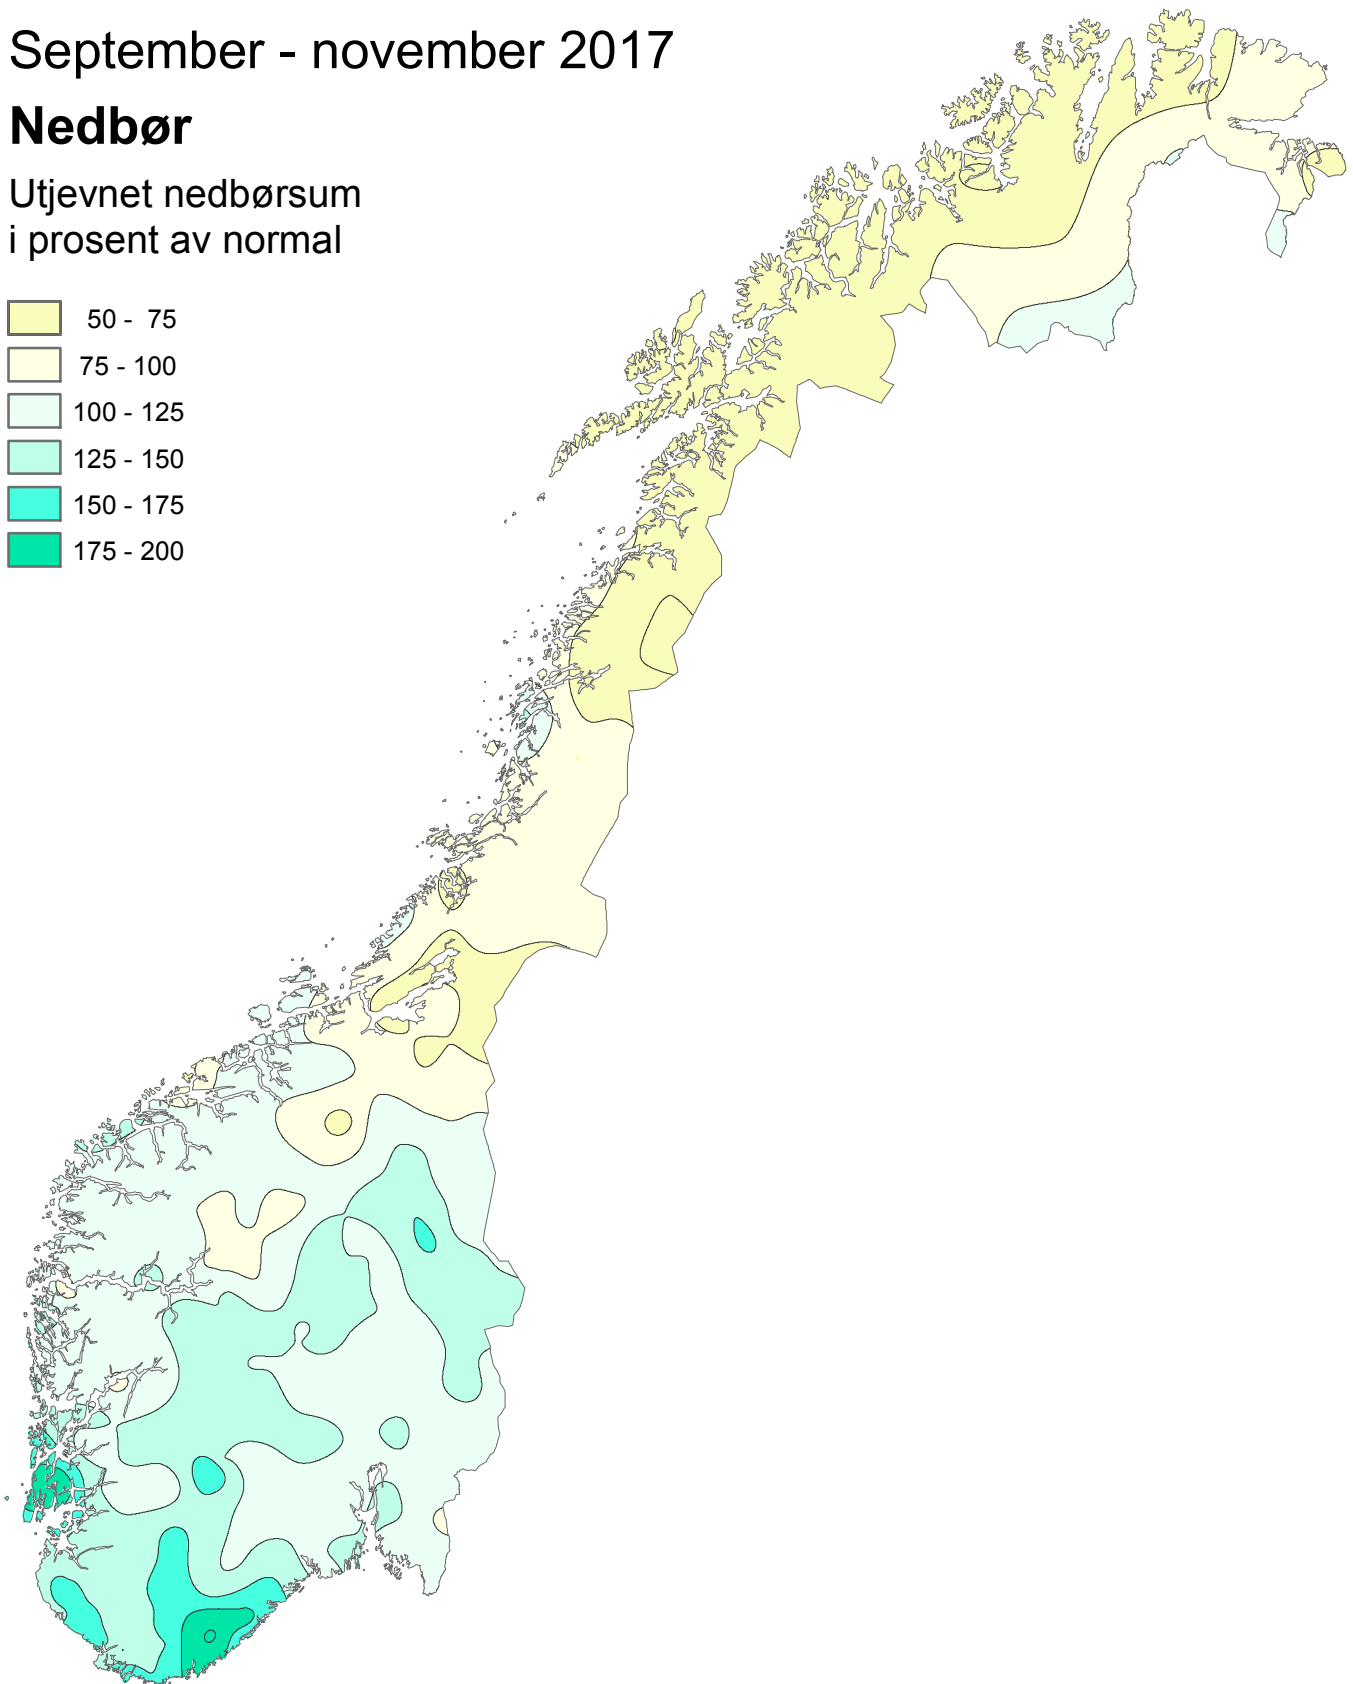 September - november 2017
Nedbør
Utjevnet nedbørsum
i prosent av normal
50 - 75
75 - 100
100 - 125
125 - 150
150 - 175
175 - 200